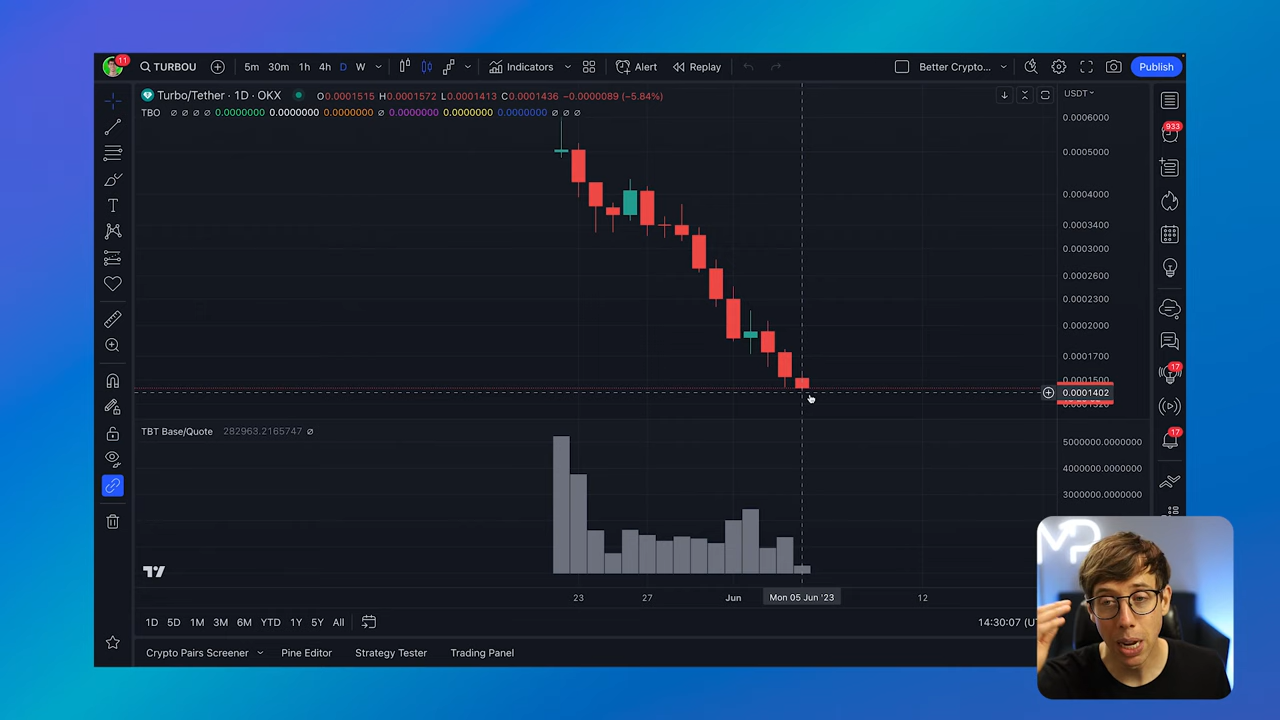 11
TURBOU
5m 30m 1h 4h D W
Indicators
Alert
Replay
Better Crypto...
Publish
Turbo/Tether · 1D · OKX
O0.0001515 H0.0001572 L0.0001413 C0.0001436 −0.0000089 (−5.84%)
USDT
TBO ∅ ∅ ∅ ∅ 0.0000000 0.0000000 0.0000000 ∅ 0.0000000 0.0000000 0.0000000 ∅ ∅ ∅
0.0006000
0.0005000
0.0004000
0.0003400
0.0003000
0.0002600
0.0002300
0.0002000
0.0001700
0.0001500
0.0001402
933
17
17
TBT Base/Quote 282963.2165747 ∅
5000000.0000000
4000000.0000000
3000000.0000000
23 27 Jun Mon 05 Jun '23 12
1D 5D 1M 3M 6M YTD 1Y 5Y All
14:30:07
Crypto Pairs Screener
Pine Editor
Strategy Tester
Trading Panel